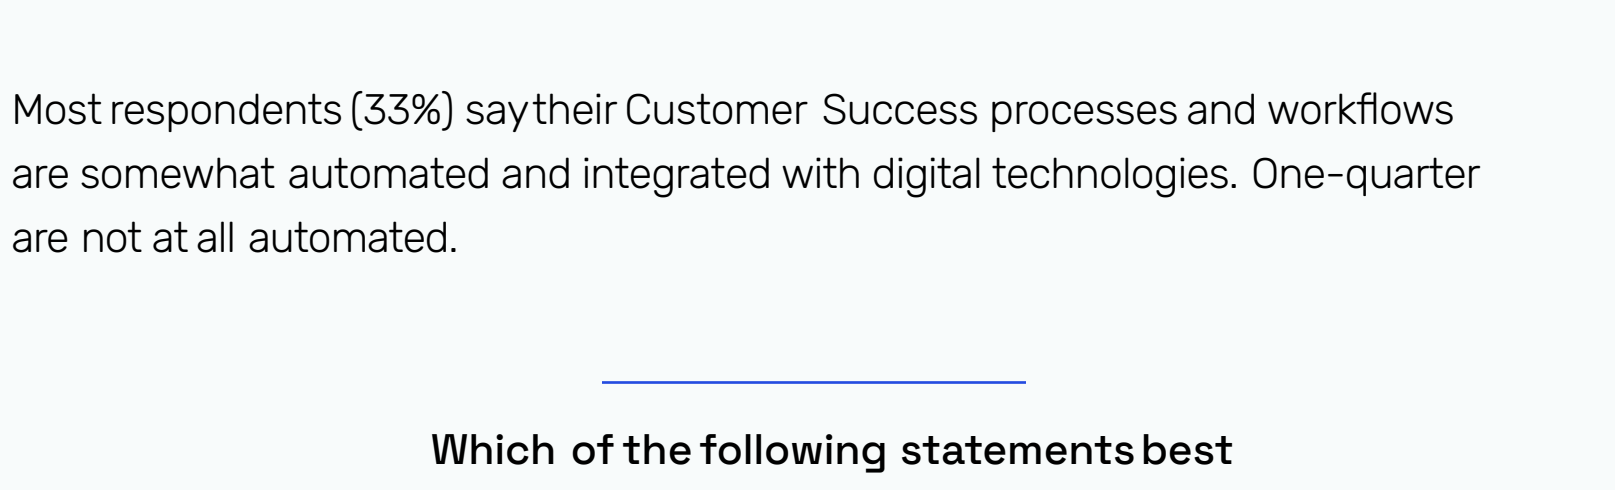 Most respondents (33%) say their Customer Success processes and workflows
are somewhat automated and integrated with digital technologies. One-quarter
are not at all automated.
Which of the following statements best